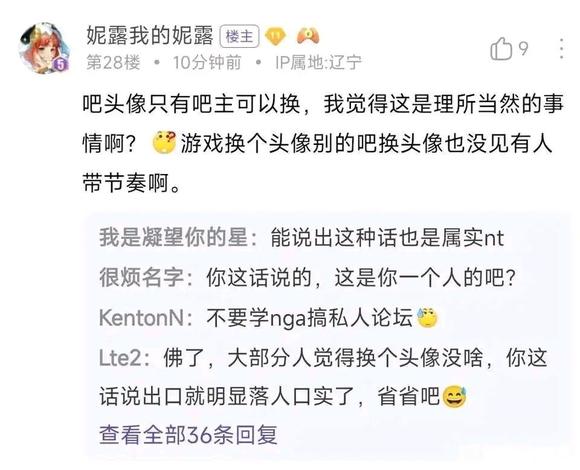 妮露我的妮露 楼主 11
5 第28楼 • 10分钟前 • IP属地:辽宁 9
吧头像只有吧主可以换，我觉得这是理所当然的事
情啊？游戏换个头像别的吧换头像也没见有人
带节奏啊。
我是凝望你的星：能说出这种话也是属实nt
很烦名字：你这话说的，这是你一个人的吧？
KentonN：不要学nga搞私人论坛
Lte2：佛了，大部分人觉得换个头像没啥，你这
话说出口就明显落人口实了，省省吧
查看全部36条回复